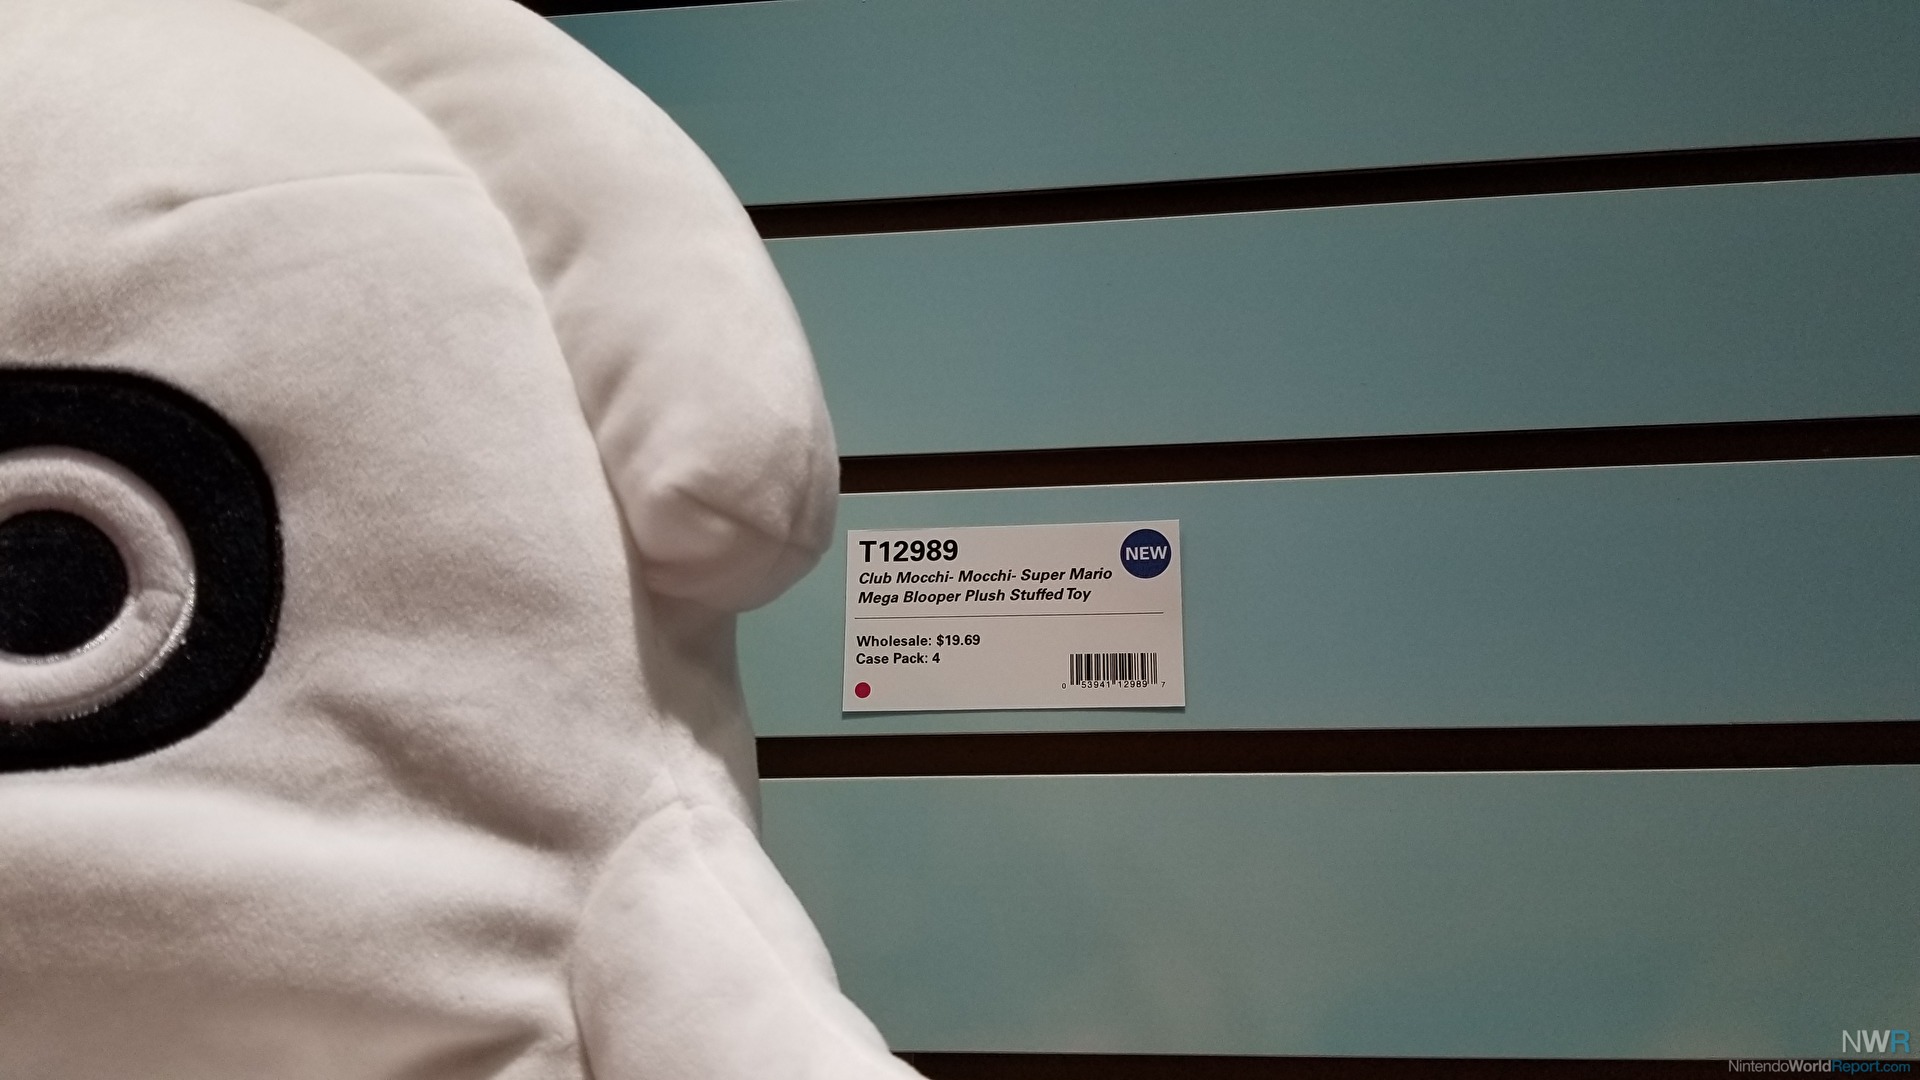 T12989
NEW
Club Mocchi- Mocchi- Super Mario
Mega Blooper Plush Stuffed Toy
Wholesale: $19.69
Case Pack: 4
0 53941 12989 7
NWR
NintendoWorldReport.com